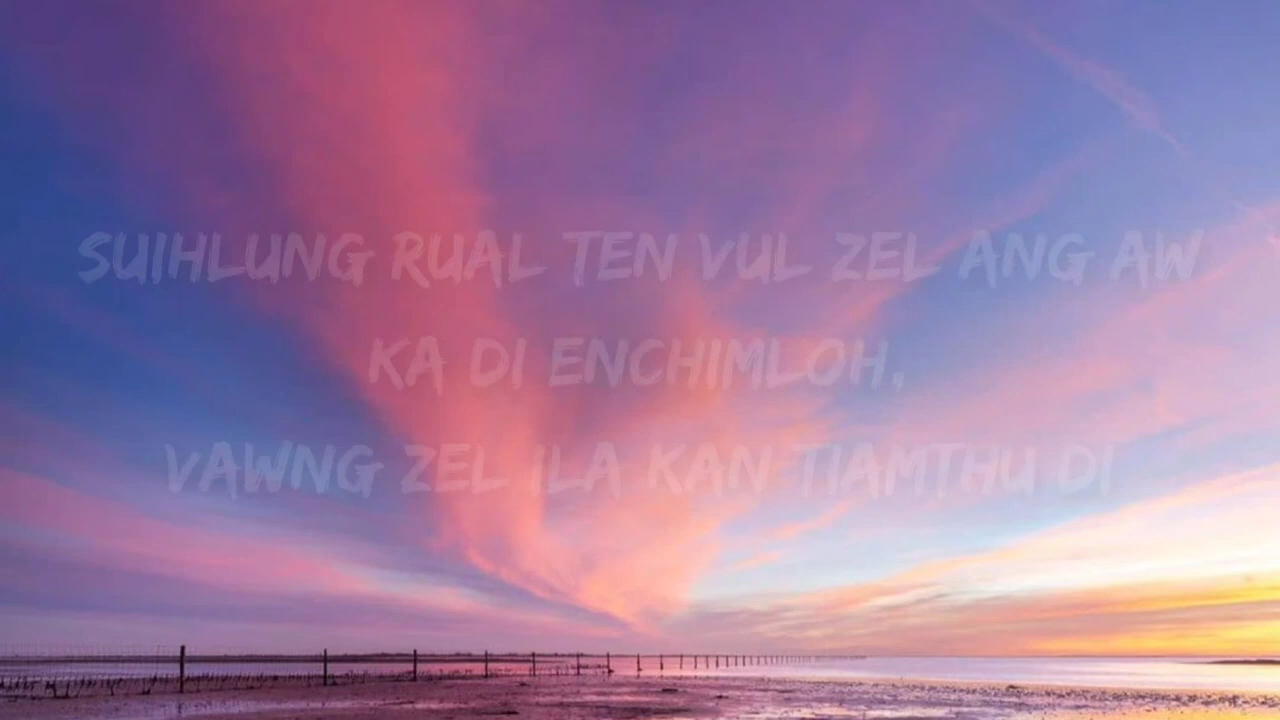 SUIHLUNG RUAL TEN VUL ZEL ANG AW
KA DI ENCHIMLOH,
VAWNG ZEL ILA KAN TIAMTHU DI